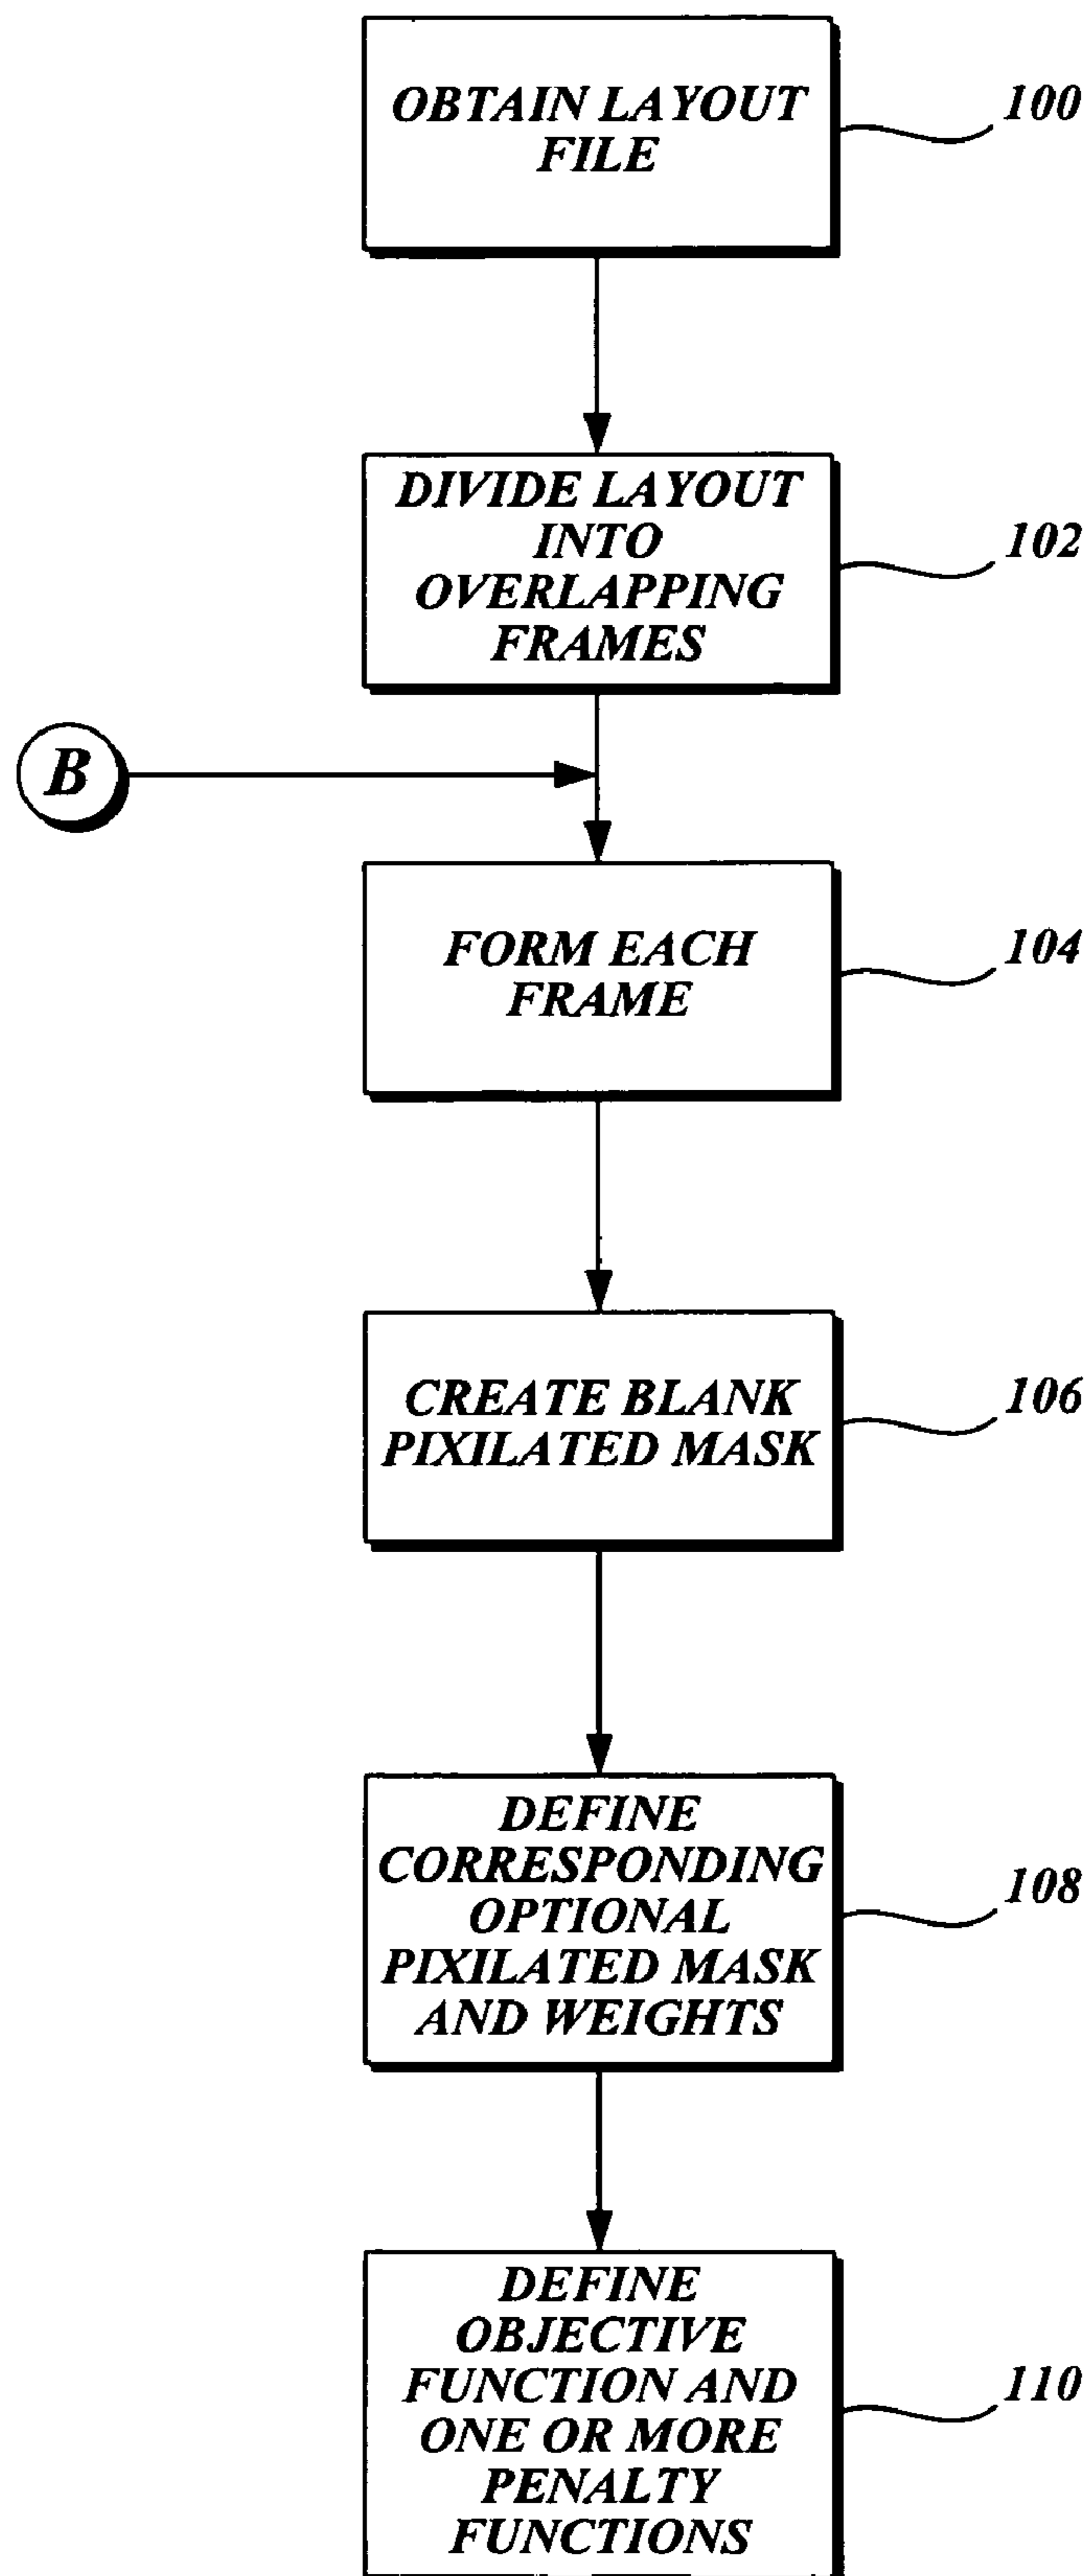 OBTAIN LAYOUT
FILE
100
DIVIDE LAYOUT
INTO
OVERLAPPING
FRAMES
102
B
FORM EACH
FRAME
104
CREATE BLANK
PIXILATED MASK
106
DEFINE
CORRESPONDING
OPTIONAL
PIXILATED MASK
AND WEIGHTS
108
DEFINE
OBJECTIVE
FUNCTION AND
ONE OR MORE
PENALTY
FUNCTIONS
110